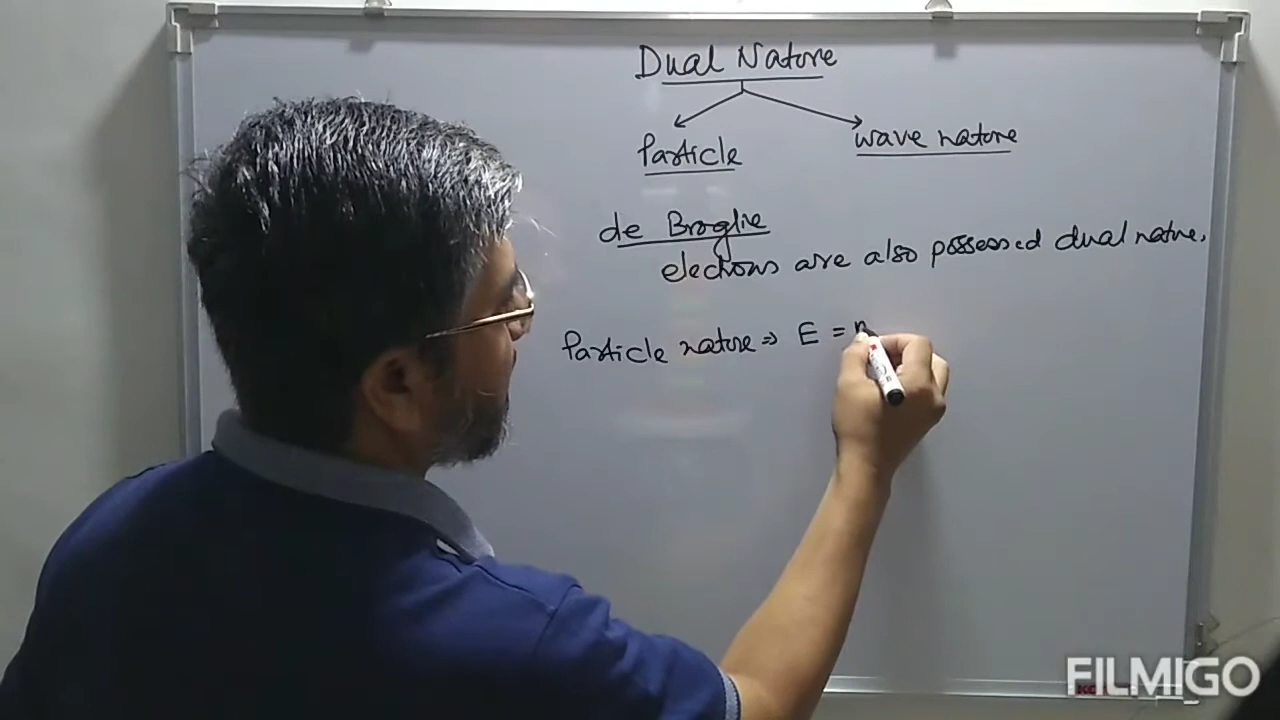 Dual Nature
Particle
wave nature
de Broglie
electrons are also possessed dual nature.
Particle nature ⇒ E =
FILMIGO